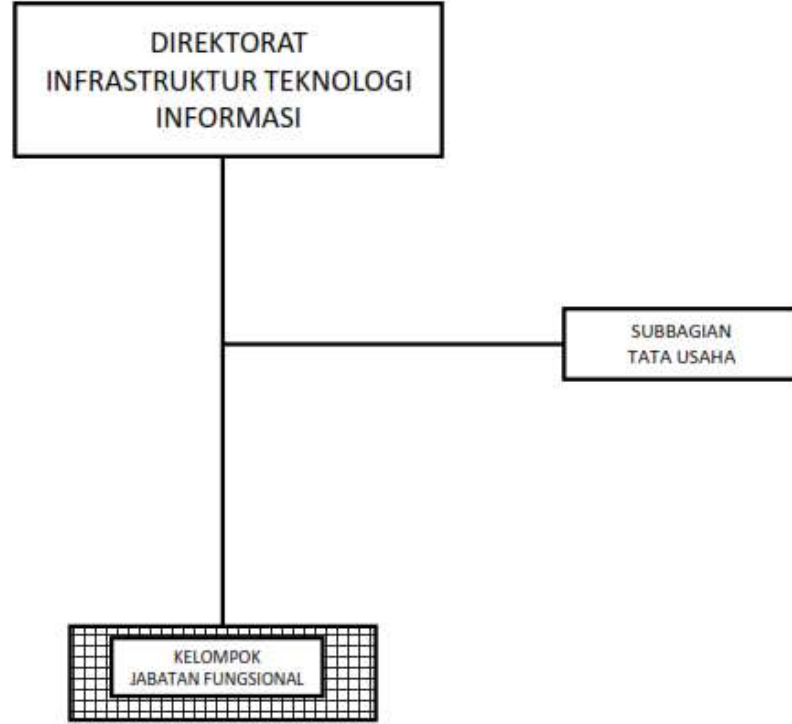 DIREKTORAT
INFRASTRUKTUR TEKNOLOGI
INFORMASI
SUBBAGIAN
TATA USAHA
KELOMPOK
JABATAN FUNGSIONAL